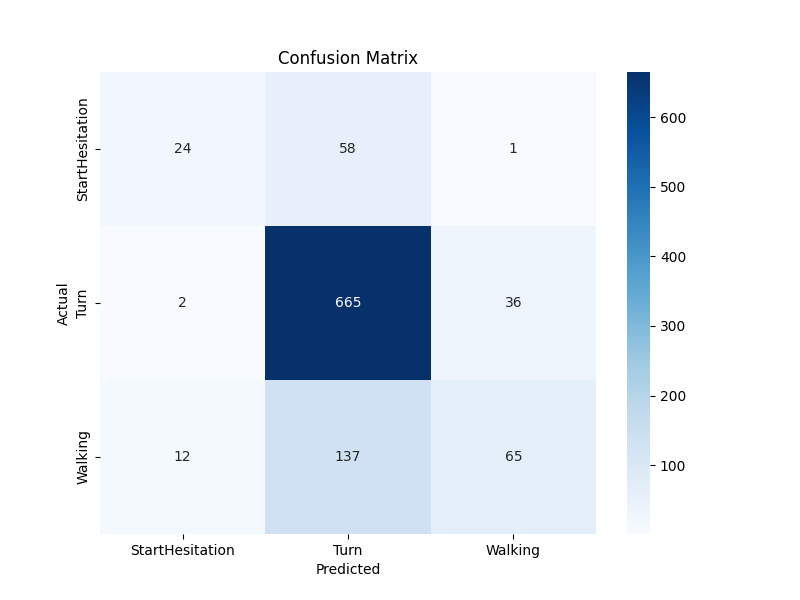 Confusion Matrix
StartHesitation
24 58 1
Turn
2 665 36
Walking
12 137 65
Actual
StartHesitation Turn Walking
Predicted
600
500
400
300
200
100